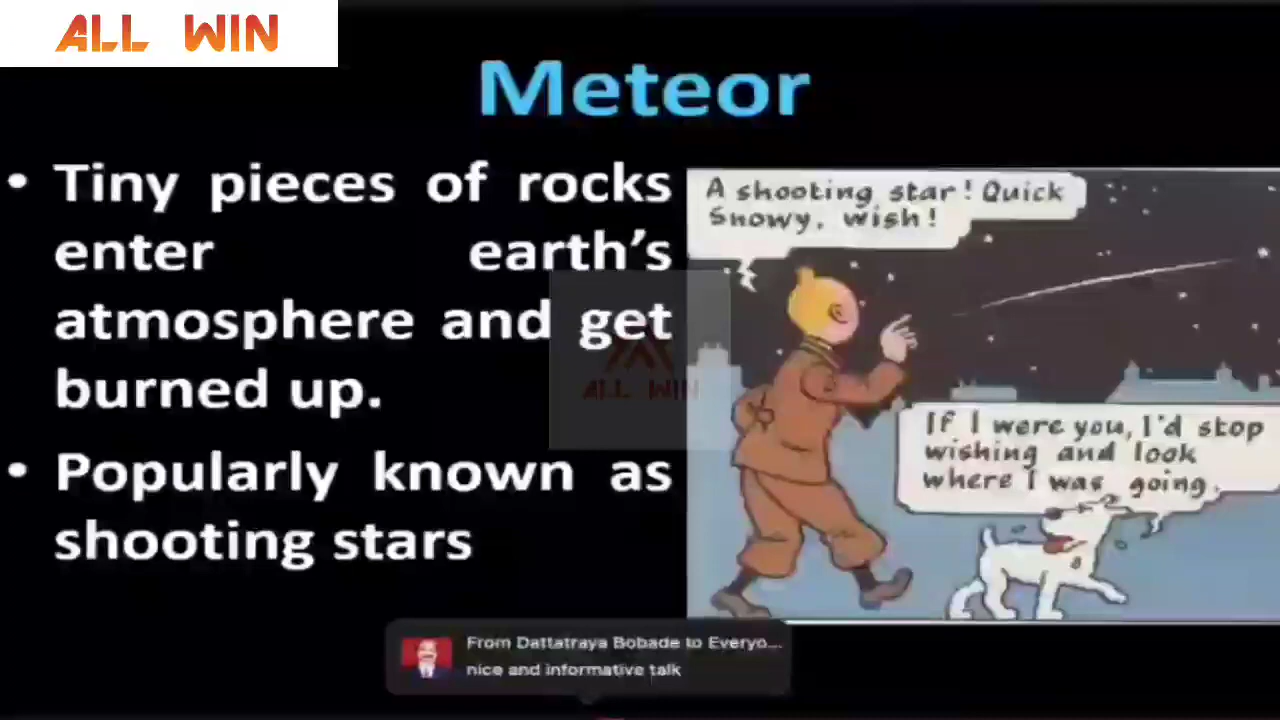 ALL WIN
Meteor
• Tiny pieces of rocks
enter earth's
atmosphere and get
burned up.
• Popularly known as
shooting stars
A shooting star! Quick
Snowy, wish!
If I were you, I'd stop
wishing and look
where I was going.
ALL WIN
From Dattatraya Bobade to Everyo...
nice and informative talk